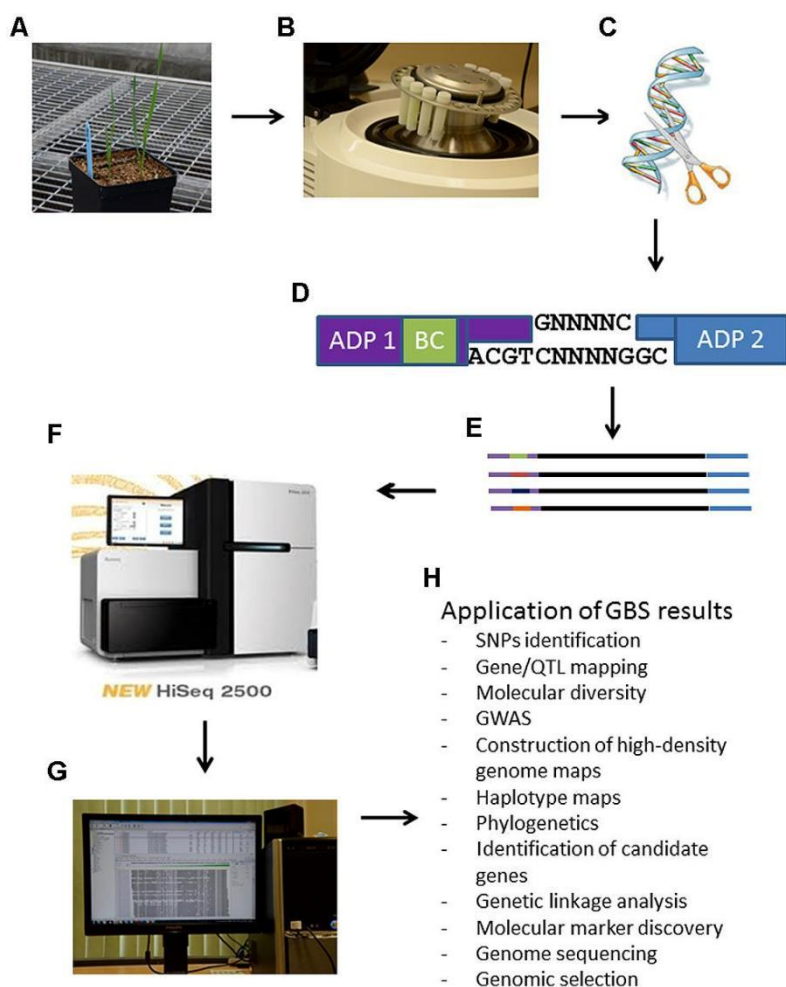 A
B
C
D
ADP 1
BC
GNNNNC
ACGTCNNNNGGC
ADP 2
E
F
NEW HiSeq 2500
G
H
Application of GBS results
- SNPs identification
- Gene/QTL mapping
- Molecular diversity
- GWAS
- Construction of high-density
genome maps
- Haplotype maps
- Phylogenetics
- Identification of candidate
genes
- Genetic linkage analysis
- Molecular marker discovery
- Genome sequencing
- Genomic selection